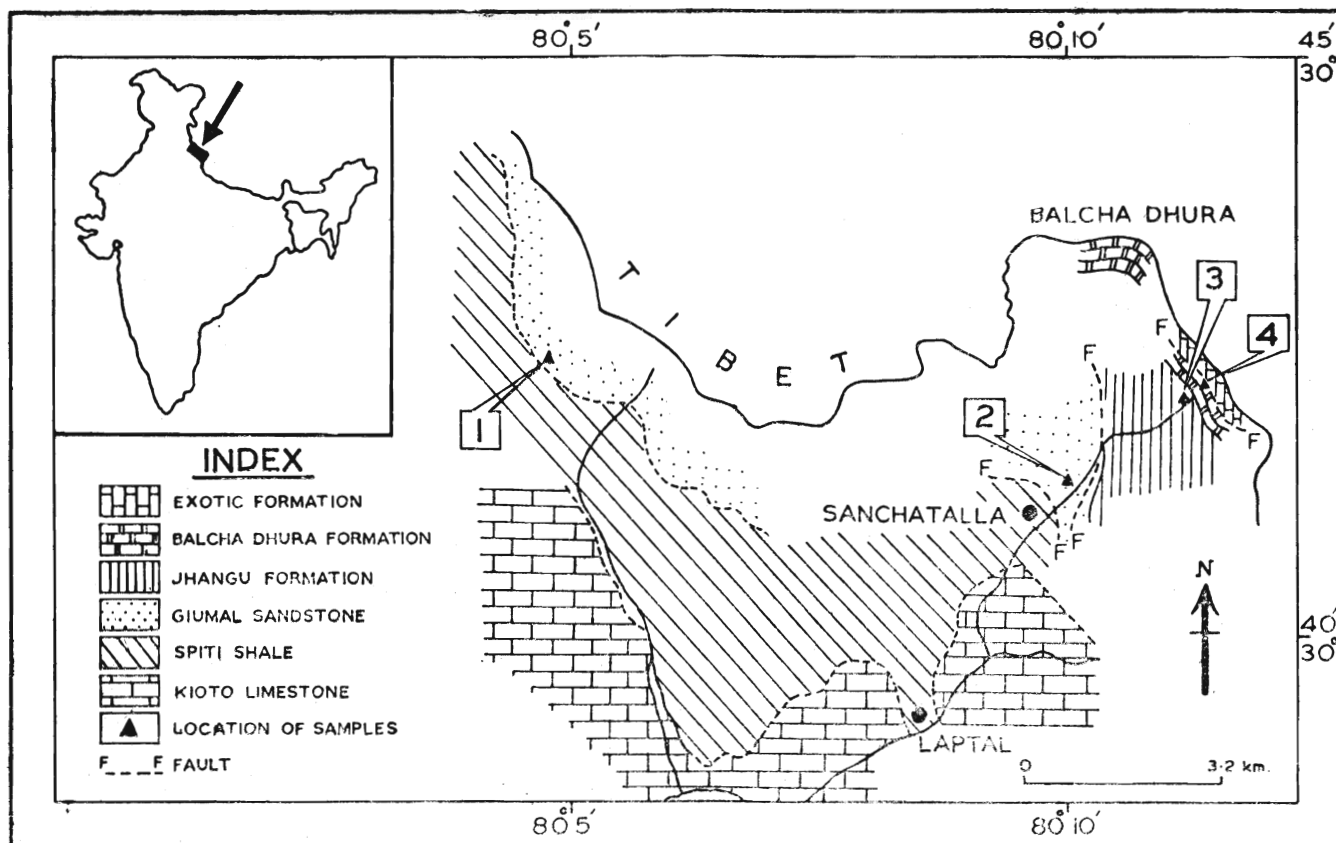 80°5' 80°10' 45'
30°
BALCHA DHURA
TIBET
3
F
4
F
1
2
F
F
SANCHATALLA
F
F
INDEX
EXOTIC FORMATION
BALCHA DHURA FORMATION
JHANGU FORMATION
GIUMAL SANDSTONE
SPITI SHALE
KIOTO LIMESTONE
LOCATION OF SAMPLES
F F FAULT
N
40'
30°
LAPTAL
0 3·2 km.
80°5' 80°10'